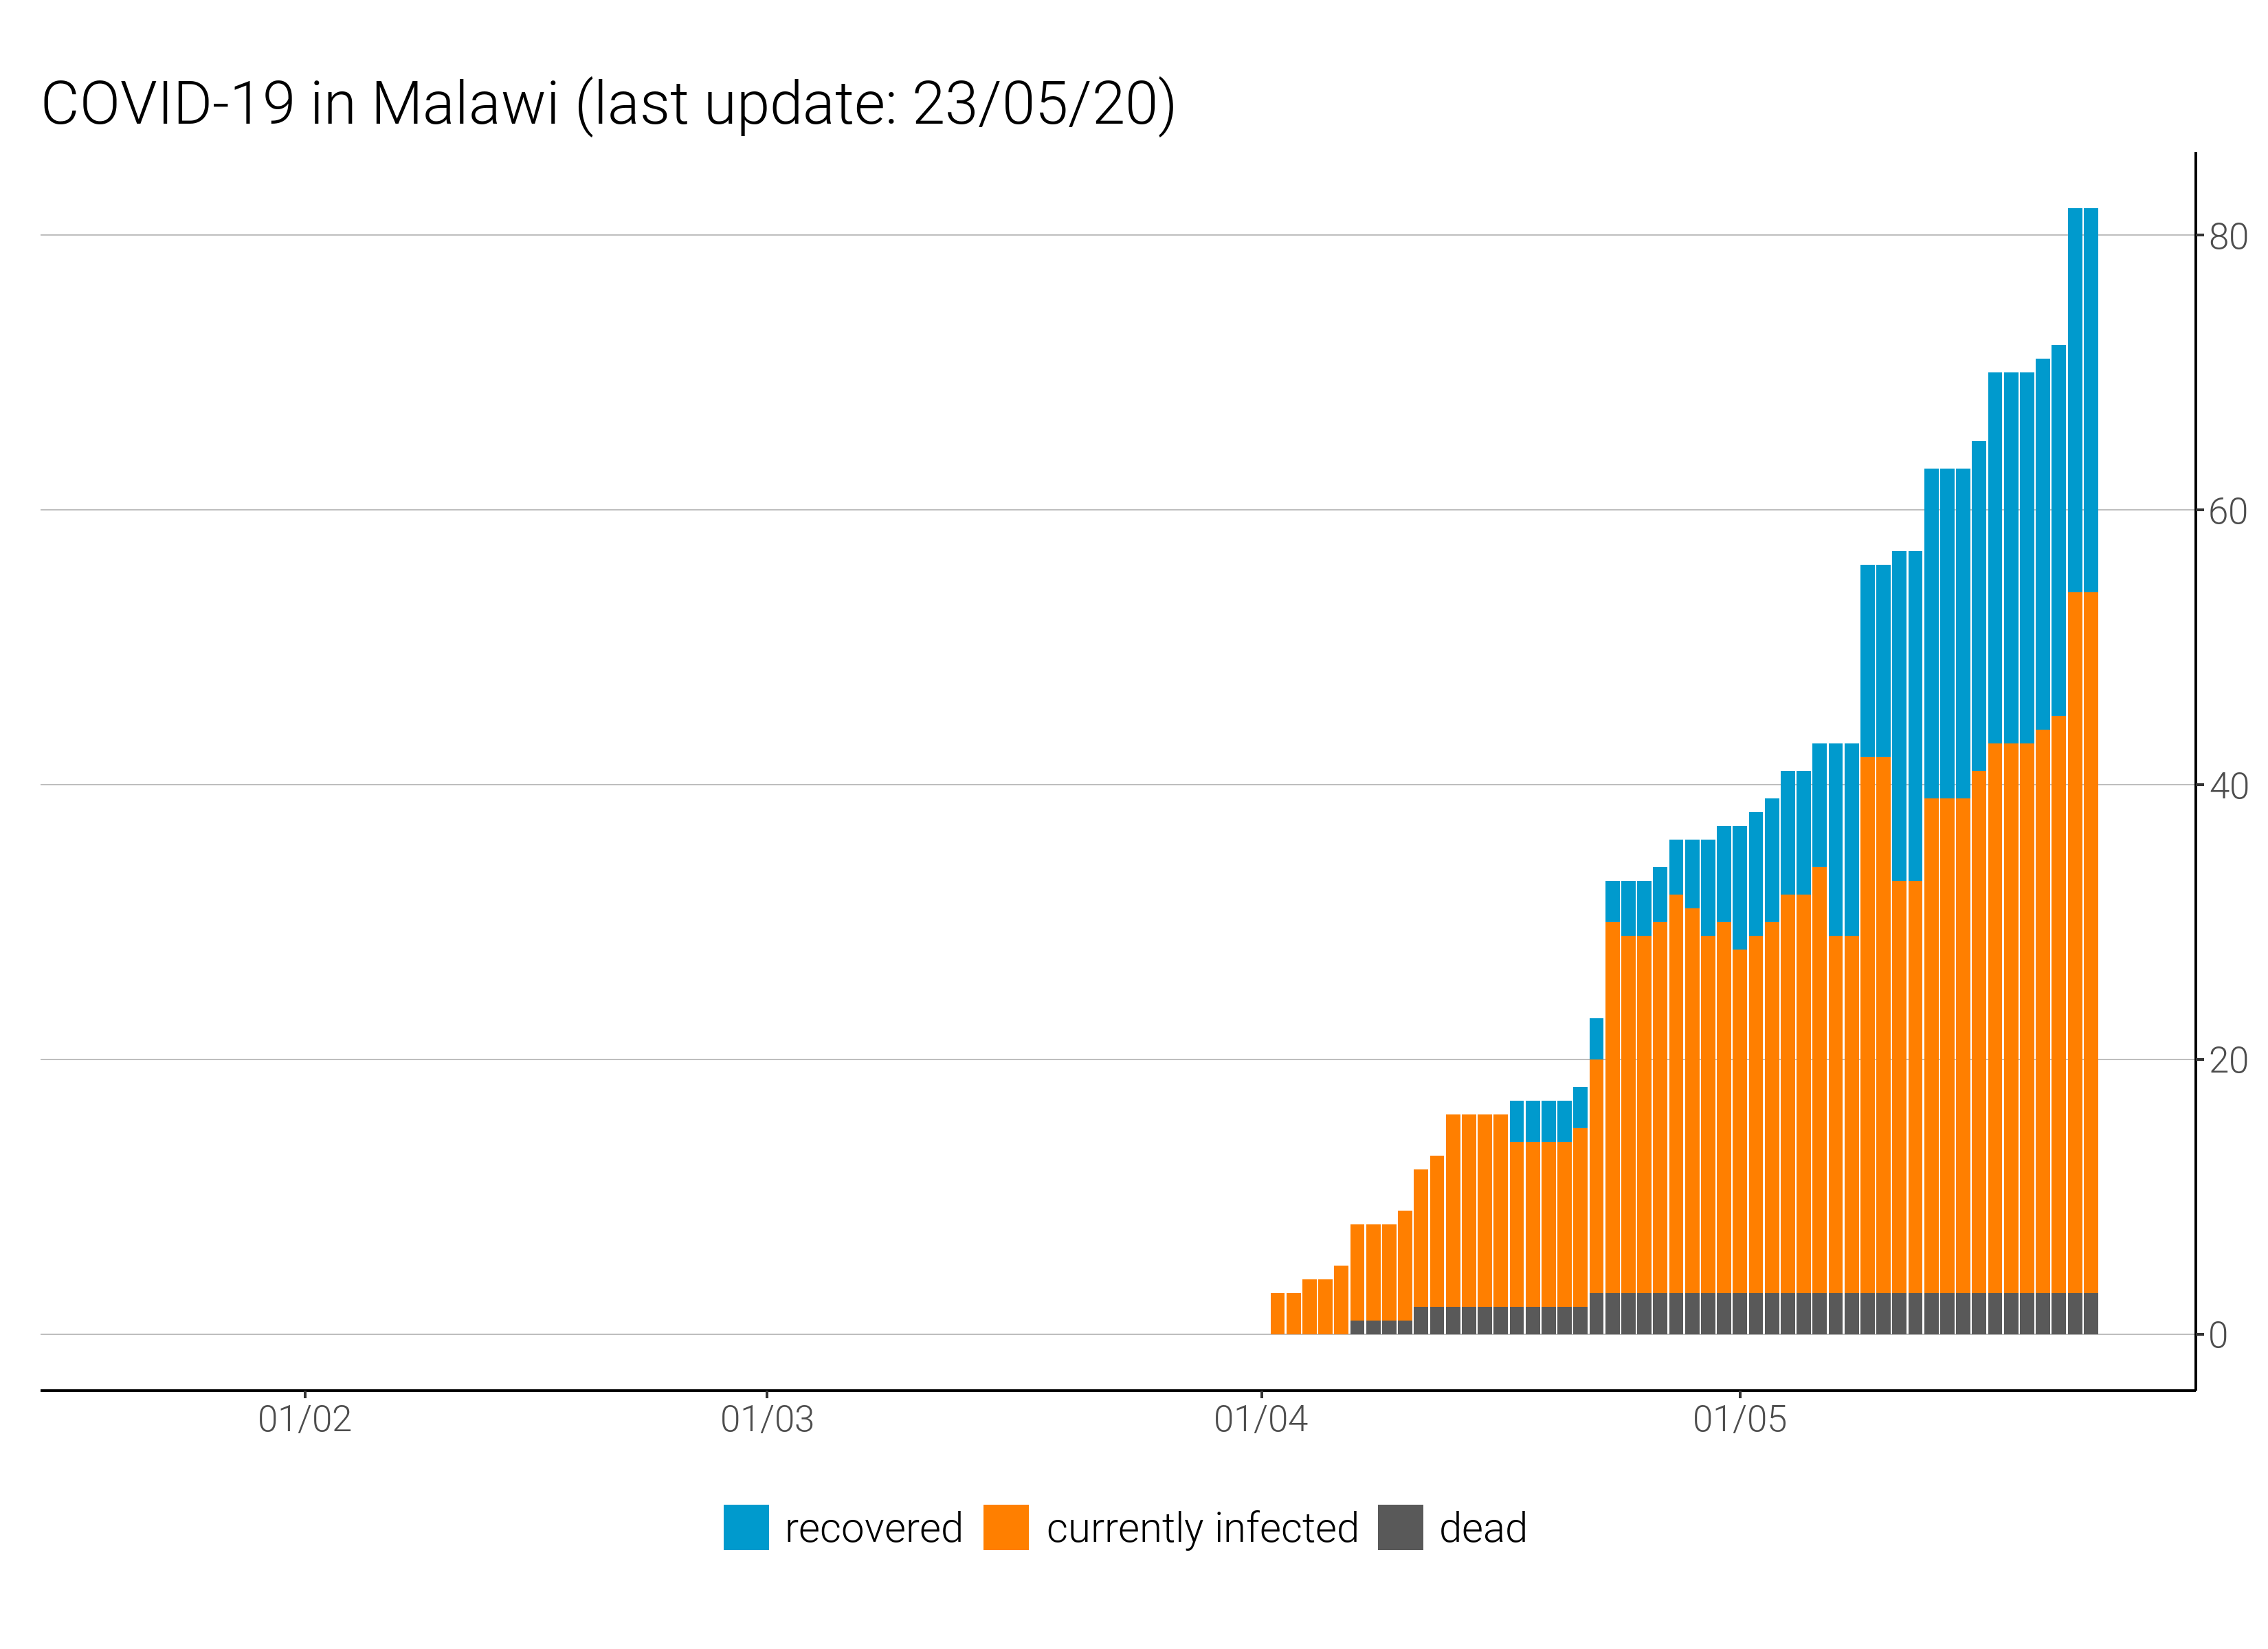 COVID-19 in Malawi (last update: 23/05/20)
80
60
40
20
0
01/02 01/03 01/04 01/05
recovered currently infected dead